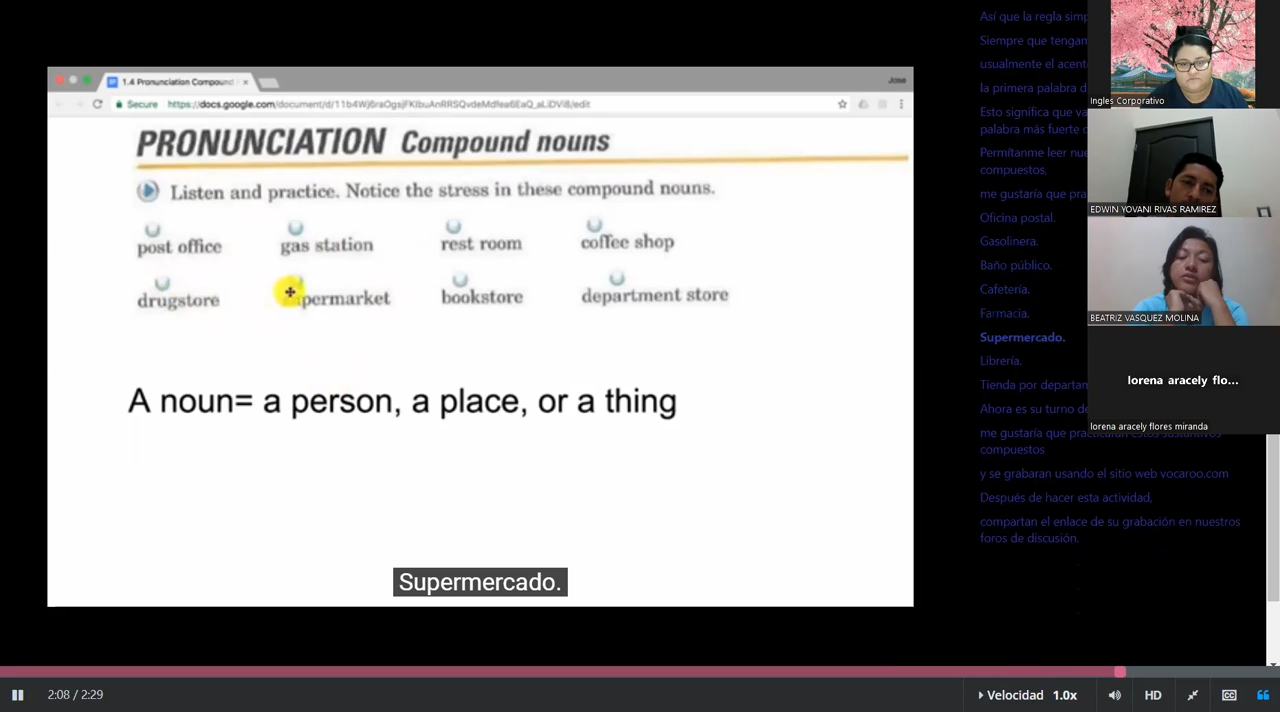 1.4 Pronunciation Compound
Jose
Secure
PRONUNCIATION Compound nouns
Listen and practice. Notice the stress in these compound nouns.
post office gas station rest room coffee shop
drugstore permarket bookstore department store
A noun= a person, a place, or a thing
Supermercado.
Así que la regla simp
Siempre que tengam
usualmente el acent
la primera palabra d
Esto significa que va
palabra más fuerte
Permítanme leer nue
compuestos,
me gustaría que pra
Oficina postal.
Gasolinera.
Baño público.
Cafetería.
Farmacia.
Supermercado.
Librería.
Tienda por departam
Ahora es su turno de
me gustaría que practicaran estos sustantivos
compuestos
y se grabaran usando el sitio web vocaroo.com
Después de hacer esta actividad,
compartan el enlace de su grabación en nuestros
foros de discusión.
Ingles Corporativo
EDWIN YOVANI RIVAS RAMIREZ
BEATRIZ VASQUEZ MOLINA
lorena aracely flo...
lorena aracely flores miranda
2:08 / 2:29
Velocidad 1.0x
HD
CC